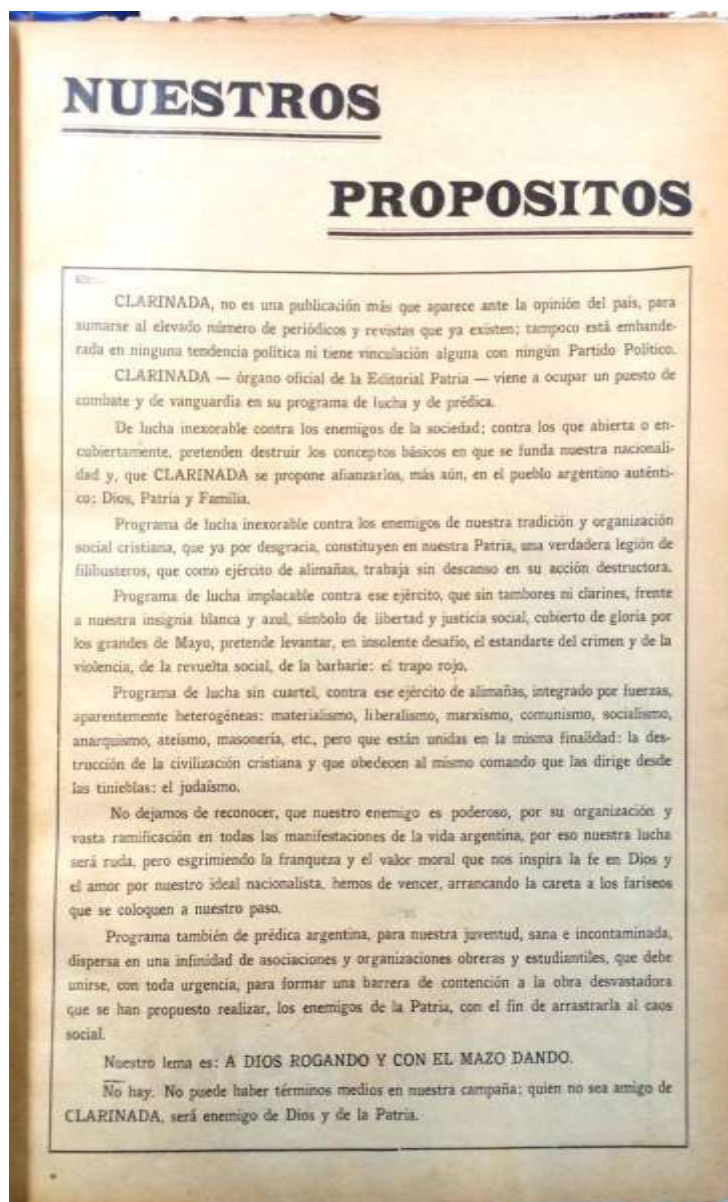 NUESTROS
PROPOSITOS
CLARINADA, no es una publicación más que aparece ante la opinión del país, para
sumarse al elevado número de periódicos y revistas que ya existen; tampoco está embande-
rada en ninguna tendencia política ni tiene vinculación alguna con ningún Partido Político.
CLARINADA — órgano oficial de la Editorial Patria — viene a ocupar un puesto de
combate y de vanguardia en su programa de lucha y de prédica.
De lucha inexorable contra los enemigos de la sociedad; contra los que abierta o en-
cubiertamente, pretenden destruir los conceptos básicos en que se funda nuestra nacionali-
dad y, que CLARINADA se propone afianzarlos, más aún, en el pueblo argentino auténti-
co: Dios, Patria y Familia.
Programa de lucha inexorable contra los enemigos de nuestra tradición y organización
social cristiana, que ya por desgracia, constituyen en nuestra Patria, una verdadera legión de
filibusteros, que como ejército de alimañas, trabaja sin descanso en su acción destructora.
Programa de lucha implacable contra ese ejército, que sin tambores ni clarines, frente
a nuestra insignia blanca y azul, símbolo de libertad y justicia social, cubierto de gloria por
los grandes de Mayo, pretende levantar, en insolente desafío, el estandarte del crimen y de la
violencia, de la revuelta social, de la barbarie: el trapo rojo.
Programa de lucha sin cuartel, contra ese ejército de alimañas, integrado por fuerzas,
aparentemente heterogéneas: materialismo, liberalismo, marxismo, comunismo, socialismo,
anarquismo, ateísmo, masonería, etc., pero que están unidas en la misma finalidad: la des-
trucción de la civilización cristiana y que obedecen al mismo comando que las dirige desde
las tinieblas: el judaísmo.
No dejamos de reconocer, que nuestro enemigo es poderoso, por su organización y
vasta ramificación en todas las manifestaciones de la vida argentina, por eso nuestra lucha
será ruda, pero esgrimiendo la franqueza y el valor moral que nos inspira la fe en Dios y
el amor por nuestro ideal nacionalista, hemos de vencer, arrancando la careta a los fariseos
que se coloquen a nuestro paso.
Programa también de prédica argentina, para nuestra juventud, sana e incontaminada,
dispersa en una infinidad de asociaciones y organizaciones obreras y estudiantiles, que debe
unirse, con toda urgencia, para formar una barrera de contención a la obra desvastadora
que se han propuesto realizar, los enemigos de la Patria, con el fin de arrastrarla al caos
social.
Nuestro lema es: A DIOS ROGANDO Y CON EL MAZO DANDO.
No hay. No puede haber términos medios en nuestra campaña; quien no sea amigo de
CLARINADA, será enemigo de Dios y de la Patria.